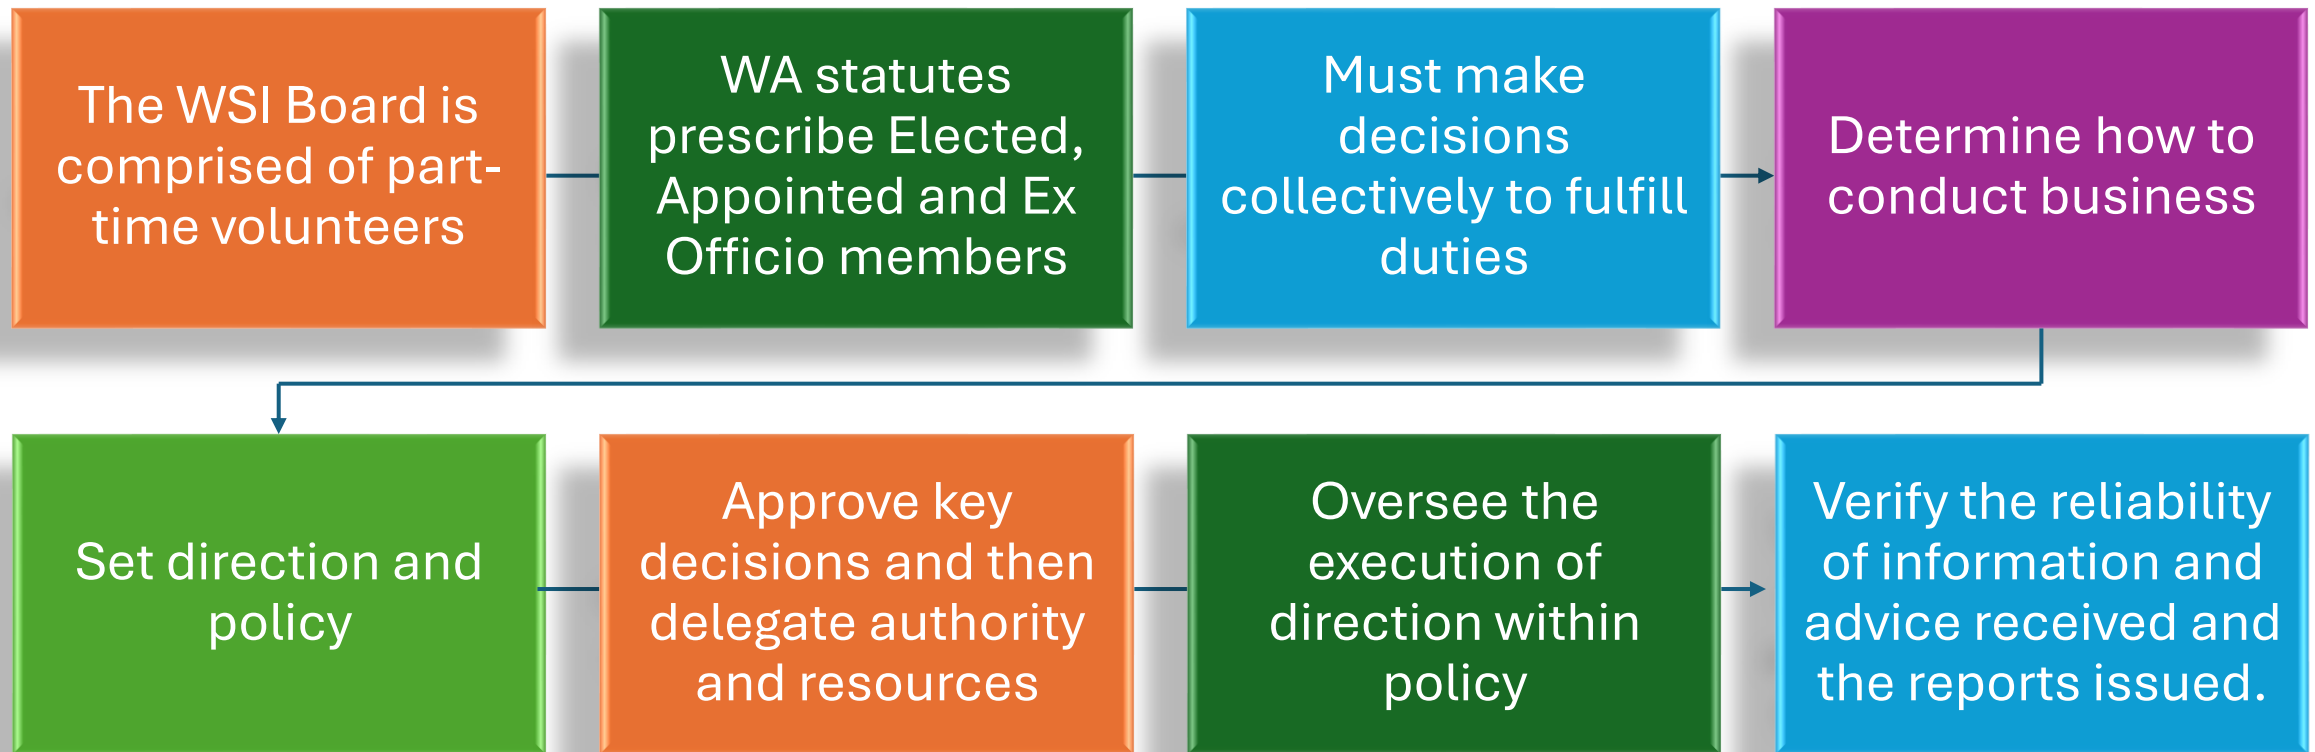 The WSI Board is
comprised of part-
time volunteers
WA statutes
prescribe Elected,
Appointed and Ex
Officio members
Must make
decisions
collectively to fulfill
duties
Determine how to
conduct business
Set direction and
policy
Approve key
decisions and then
delegate authority
and resources
Oversee the
execution of
direction within
policy
Verify the reliability
of information and
advice received and
the reports issued.